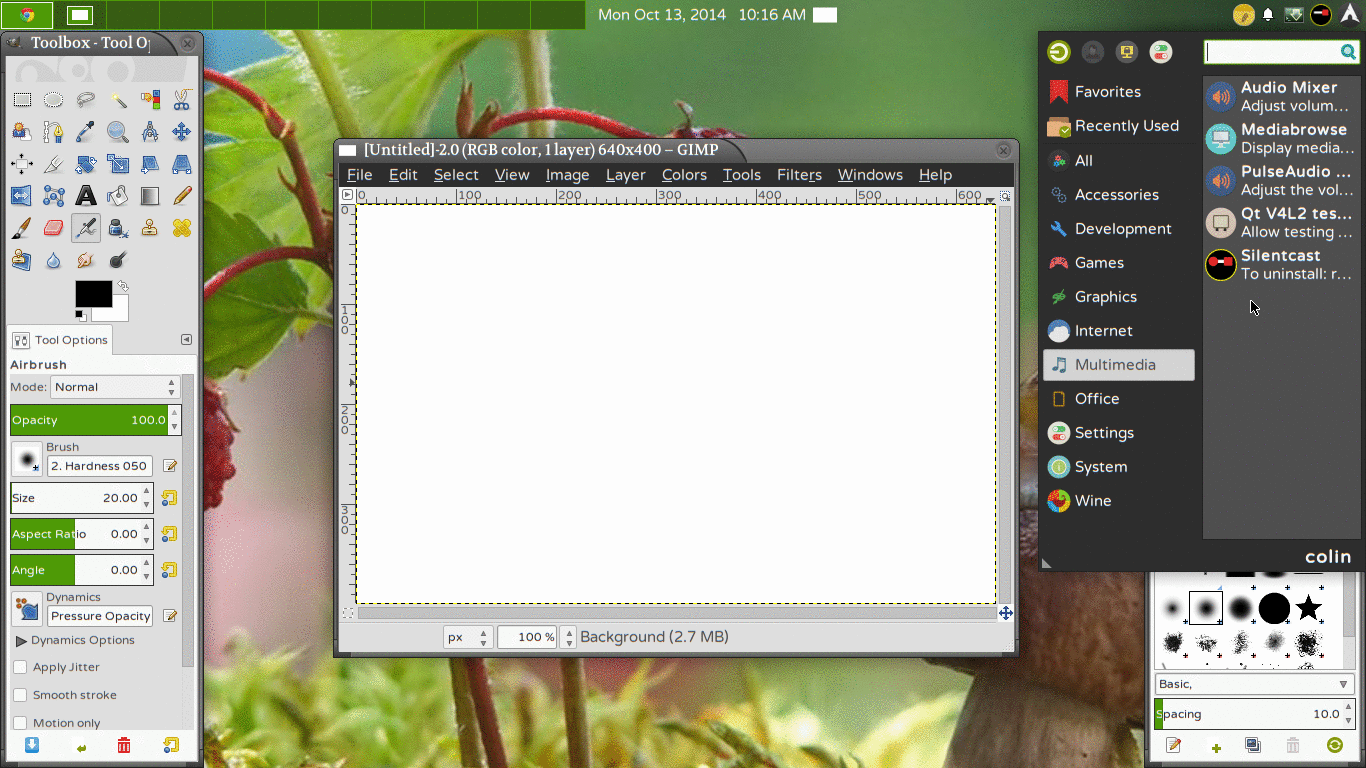 Mon Oct 13, 2014 10:16 AM
Toolbox - Tool O
Tool Options
Airbrush
Mode: Normal
Opacity 100.0
Brush
2. Hardness 050
Size 20.00
Aspect Ratio 0.00
Angle 0.00
Dynamics
Pressure Opacity
Dynamics Options
Apply Jitter
Smooth stroke
Motion only
[Untitled]-2.0 (RGB color, 1 layer) 640x400 – GIMP
File Edit Select View Image Layer Colors Tools Filters Windows Help
0 100 200 300 400 500 600
0
100
200
300
px 100 % Background (2.7 MB)
Favorites
Recently Used
All
Accessories
Development
Games
Graphics
Internet
Multimedia
Office
Settings
System
Wine
Audio Mixer
Adjust volum...
Mediabrowse
Display media...
PulseAudio ...
Adjust the vol...
Qt V4L2 tes...
Allow testing ...
Silentcast
To uninstall: r...
colin
Basic,
Spacing 10.0